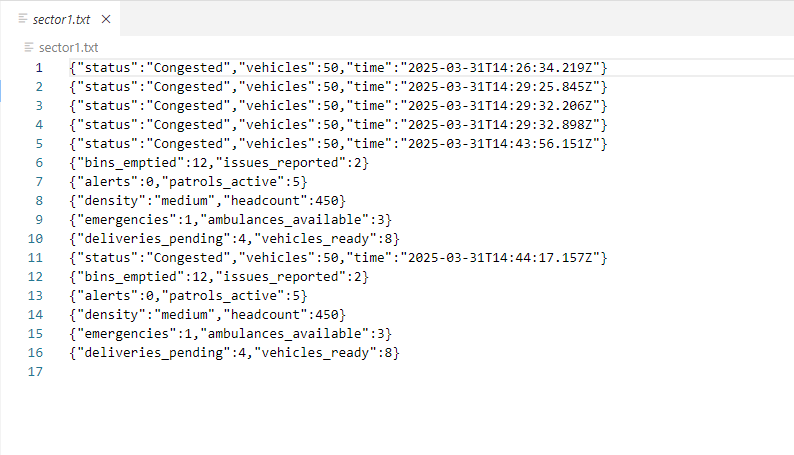 sector1.txt ×
sector1.txt
1 {"status":"Congested","vehicles":50,"time":"2025-03-31T14:26:34.219Z"}
2 {"status":"Congested","vehicles":50,"time":"2025-03-31T14:29:25.845Z"}
3 {"status":"Congested","vehicles":50,"time":"2025-03-31T14:29:32.206Z"}
4 {"status":"Congested","vehicles":50,"time":"2025-03-31T14:29:32.898Z"}
5 {"status":"Congested","vehicles":50,"time":"2025-03-31T14:43:56.151Z"}
6 {"bins_emptied":12,"issues_reported":2}
7 {"alerts":0,"patrols_active":5}
8 {"density":"medium","headcount":450}
9 {"emergencies":1,"ambulances_available":3}
10 {"deliveries_pending":4,"vehicles_ready":8}
11 {"status":"Congested","vehicles":50,"time":"2025-03-31T14:44:17.157Z"}
12 {"bins_emptied":12,"issues_reported":2}
13 {"alerts":0,"patrols_active":5}
14 {"density":"medium","headcount":450}
15 {"emergencies":1,"ambulances_available":3}
16 {"deliveries_pending":4,"vehicles_ready":8}
17